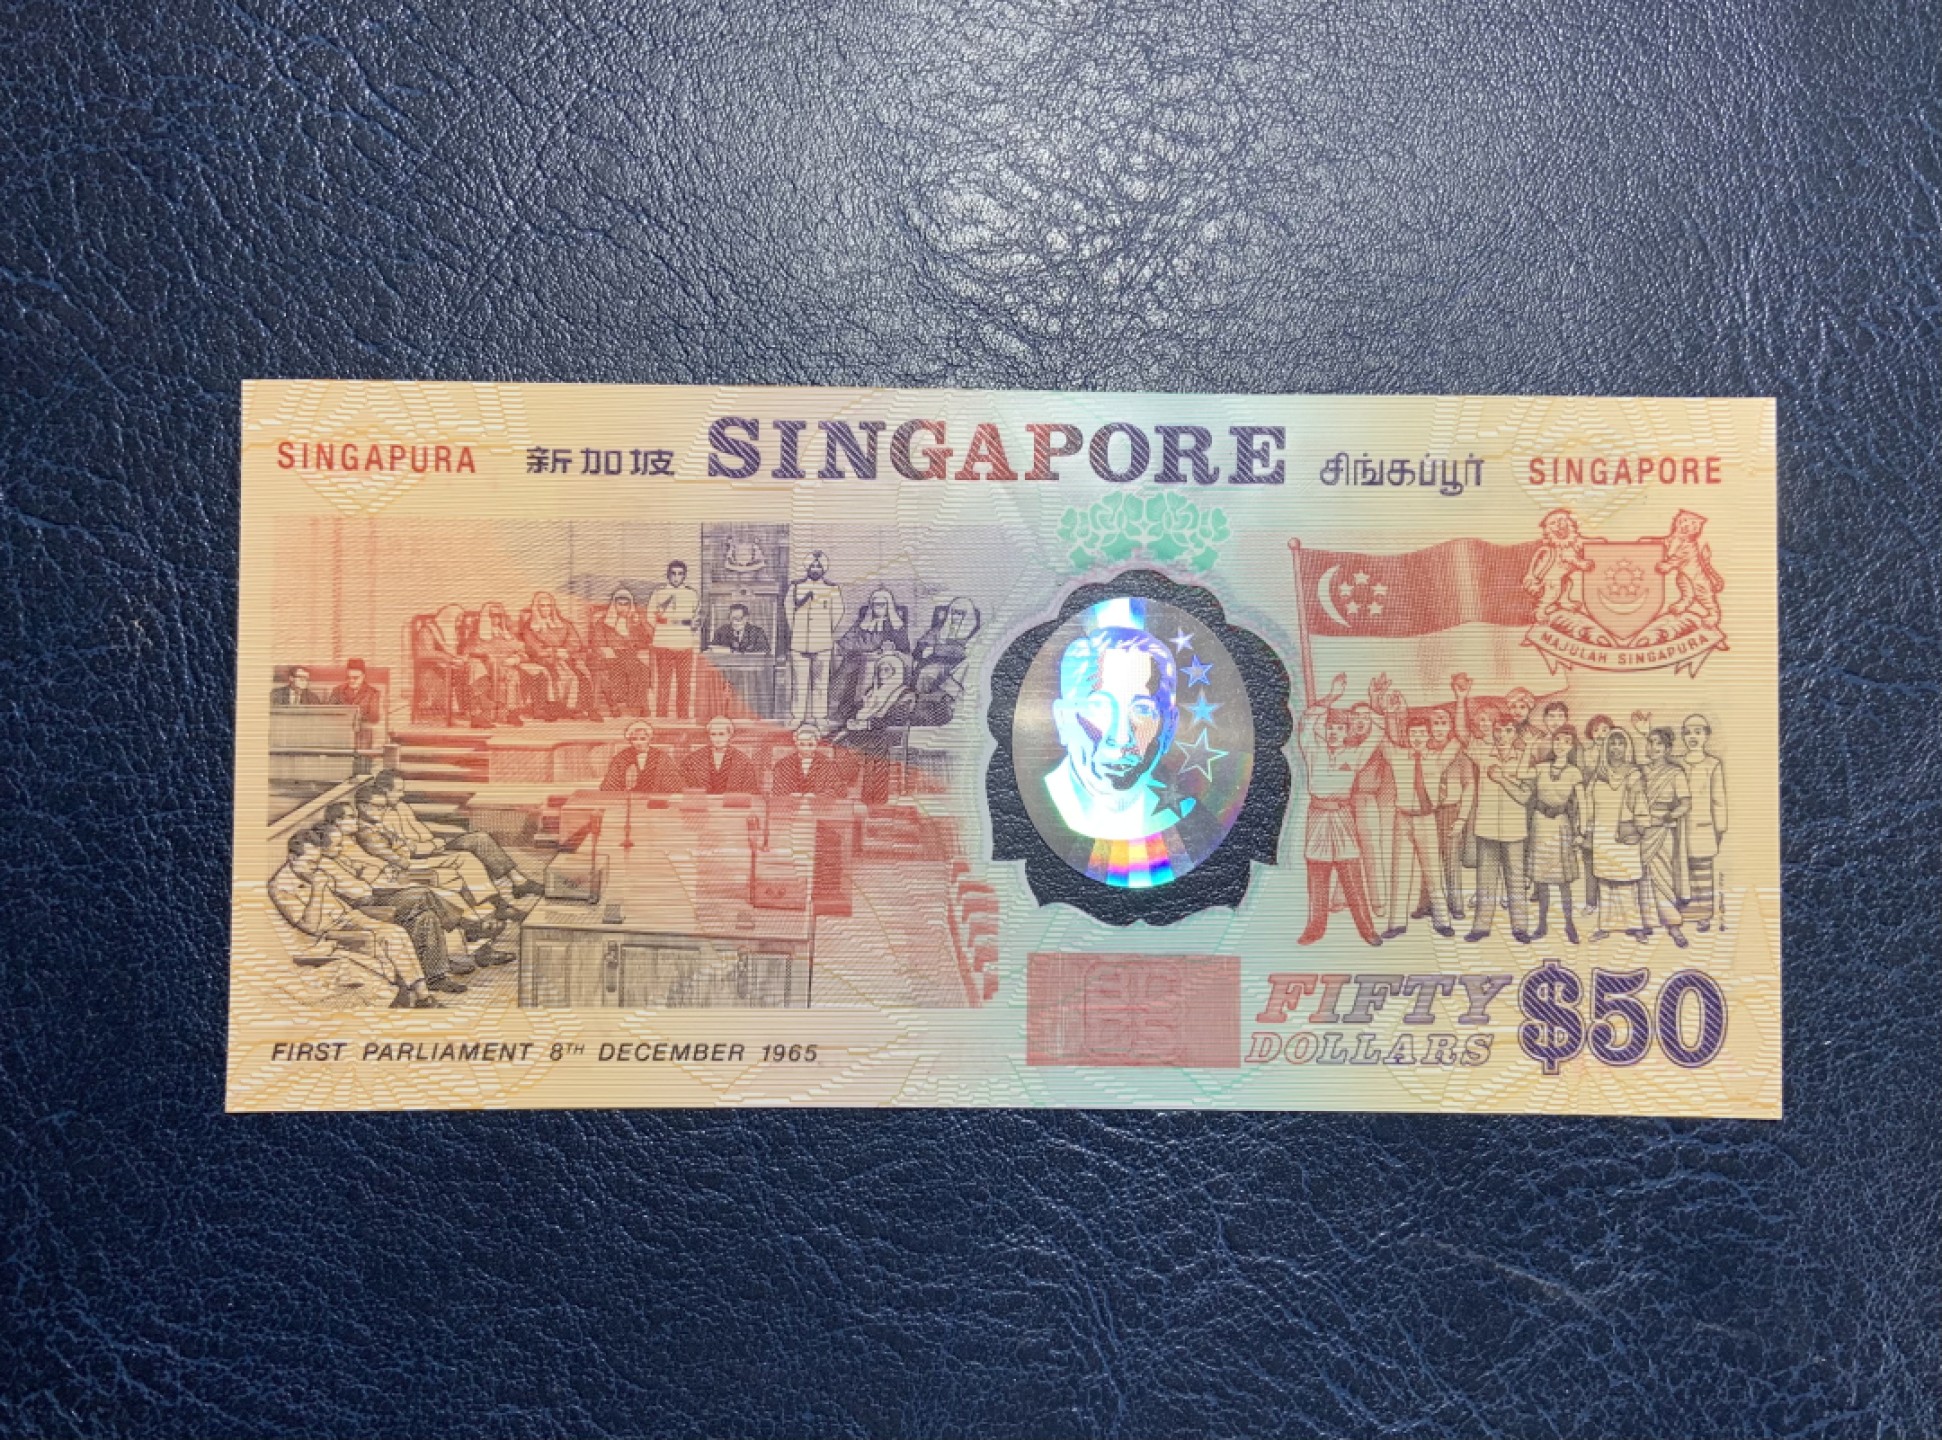 SINGAPURA 新加坡 SINGAPORE சிங்கப்பூர் SINGAPORE
MAJULAH SINGAPURA
FIFTY
DOLLARS
$50
FIRST PARLIAMENT 8TH DECEMBER 1965